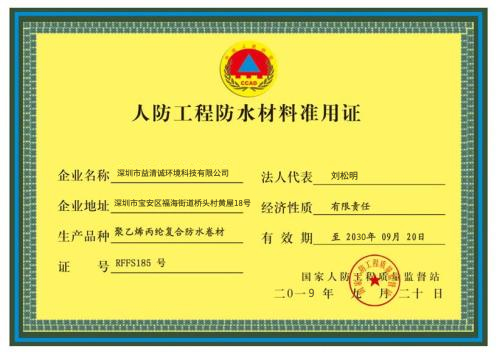 CCAD
人防工程防水材料准用证
企业名称 深圳市益清诚环境科技有限公司
法人代表 刘松明
企业地址 深圳市宝安区福海街道桥头村黄屋18号
经济性质 有限责任
生产品种 聚乙烯丙纶复合防水卷材
有效期 至 2030年 09月 20日
证号 RFFS185 号
国家人防工程质量监督站
二〇一9年 九月二十日